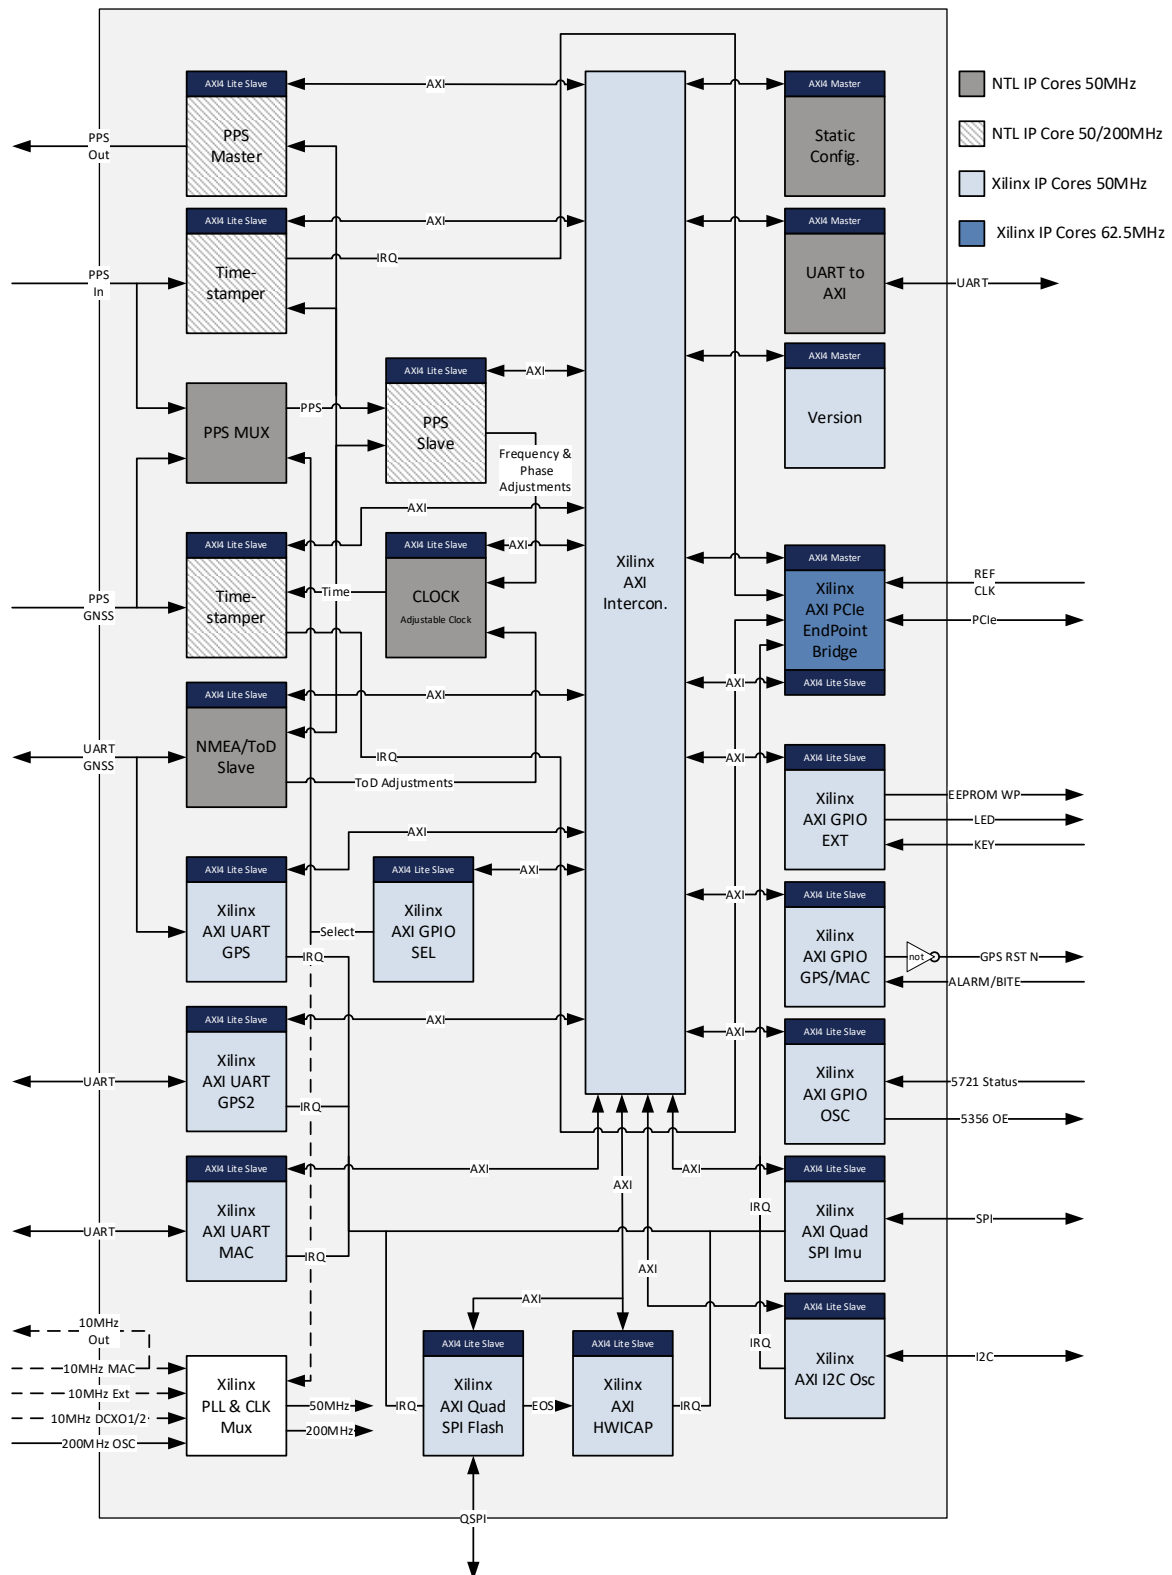 AXI4 Lite Slave
PPS
Master
PPS
Out
AXI
AXI4 Master
Static
Config.
NTL IP Cores 50MHz
NTL IP Core 50/200MHz
Xilinx IP Cores 50MHz
Xilinx IP Cores 62.5MHz
AXI4 Lite Slave
Time-
stamper
PPS
In
AXI
IRQ
AXI4 Master
UART to
AXI
UART
PPS MUX
PPS
AXI4 Lite Slave
PPS
Slave
AXI
Frequency &
Phase
Adjustments
AXI4 Master
Version
AXI4 Lite Slave
Time-
stamper
PPS
GNSS
AXI
Time
AXI4 Lite Slave
CLOCK
Adjustable Clock
AXI
Xilinx
AXI
Intercon.
AXI4 Master
Xilinx
AXI PCIe
EndPoint
Bridge
AXI4 Lite Slave
AXI
REF
CLK
PCIe
AXI4 Lite Slave
NMEA/ToD
Slave
UART
GNSS
AXI
IRQ
ToD Adjustments
AXI
AXI4 Lite Slave
Xilinx
AXI GPIO
EXT
EEPROM WP
LED
KEY
AXI4 Lite Slave
Xilinx
AXI UART
GPS
AXI
IRQ
Select
AXI4 Lite Slave
Xilinx
AXI GPIO
SEL
AXI
AXI
AXI4 Lite Slave
Xilinx
AXI GPIO
GPS/MAC
not
GPS RST N
ALARM/BITE
AXI4 Lite Slave
Xilinx
AXI UART
GPS2
UART
AXI
IRQ
AXI
AXI4 Lite Slave
Xilinx
AXI GPIO
OSC
5721 Status
5356 OE
AXI4 Lite Slave
Xilinx
AXI UART
MAC
UART
AXI
IRQ
AXI
AXI
IRQ
AXI4 Lite Slave
Xilinx
AXI Quad
SPI Imu
SPI
AXI
AXI
IRQ
AXI4 Lite Slave
Xilinx
AXI I2C Osc
I2C
10MHz
Out
10MHz MAC
10MHz Ext
10MHz DCXO1/2
200MHz OSC
Xilinx
PLL & CLK
Mux
50MHz
200MHz
IRQ
AXI4 Lite Slave
Xilinx
AXI Quad
SPI Flash
EOS
AXI4 Lite Slave
Xilinx
AXI
HWICAP
IRQ
QSPI